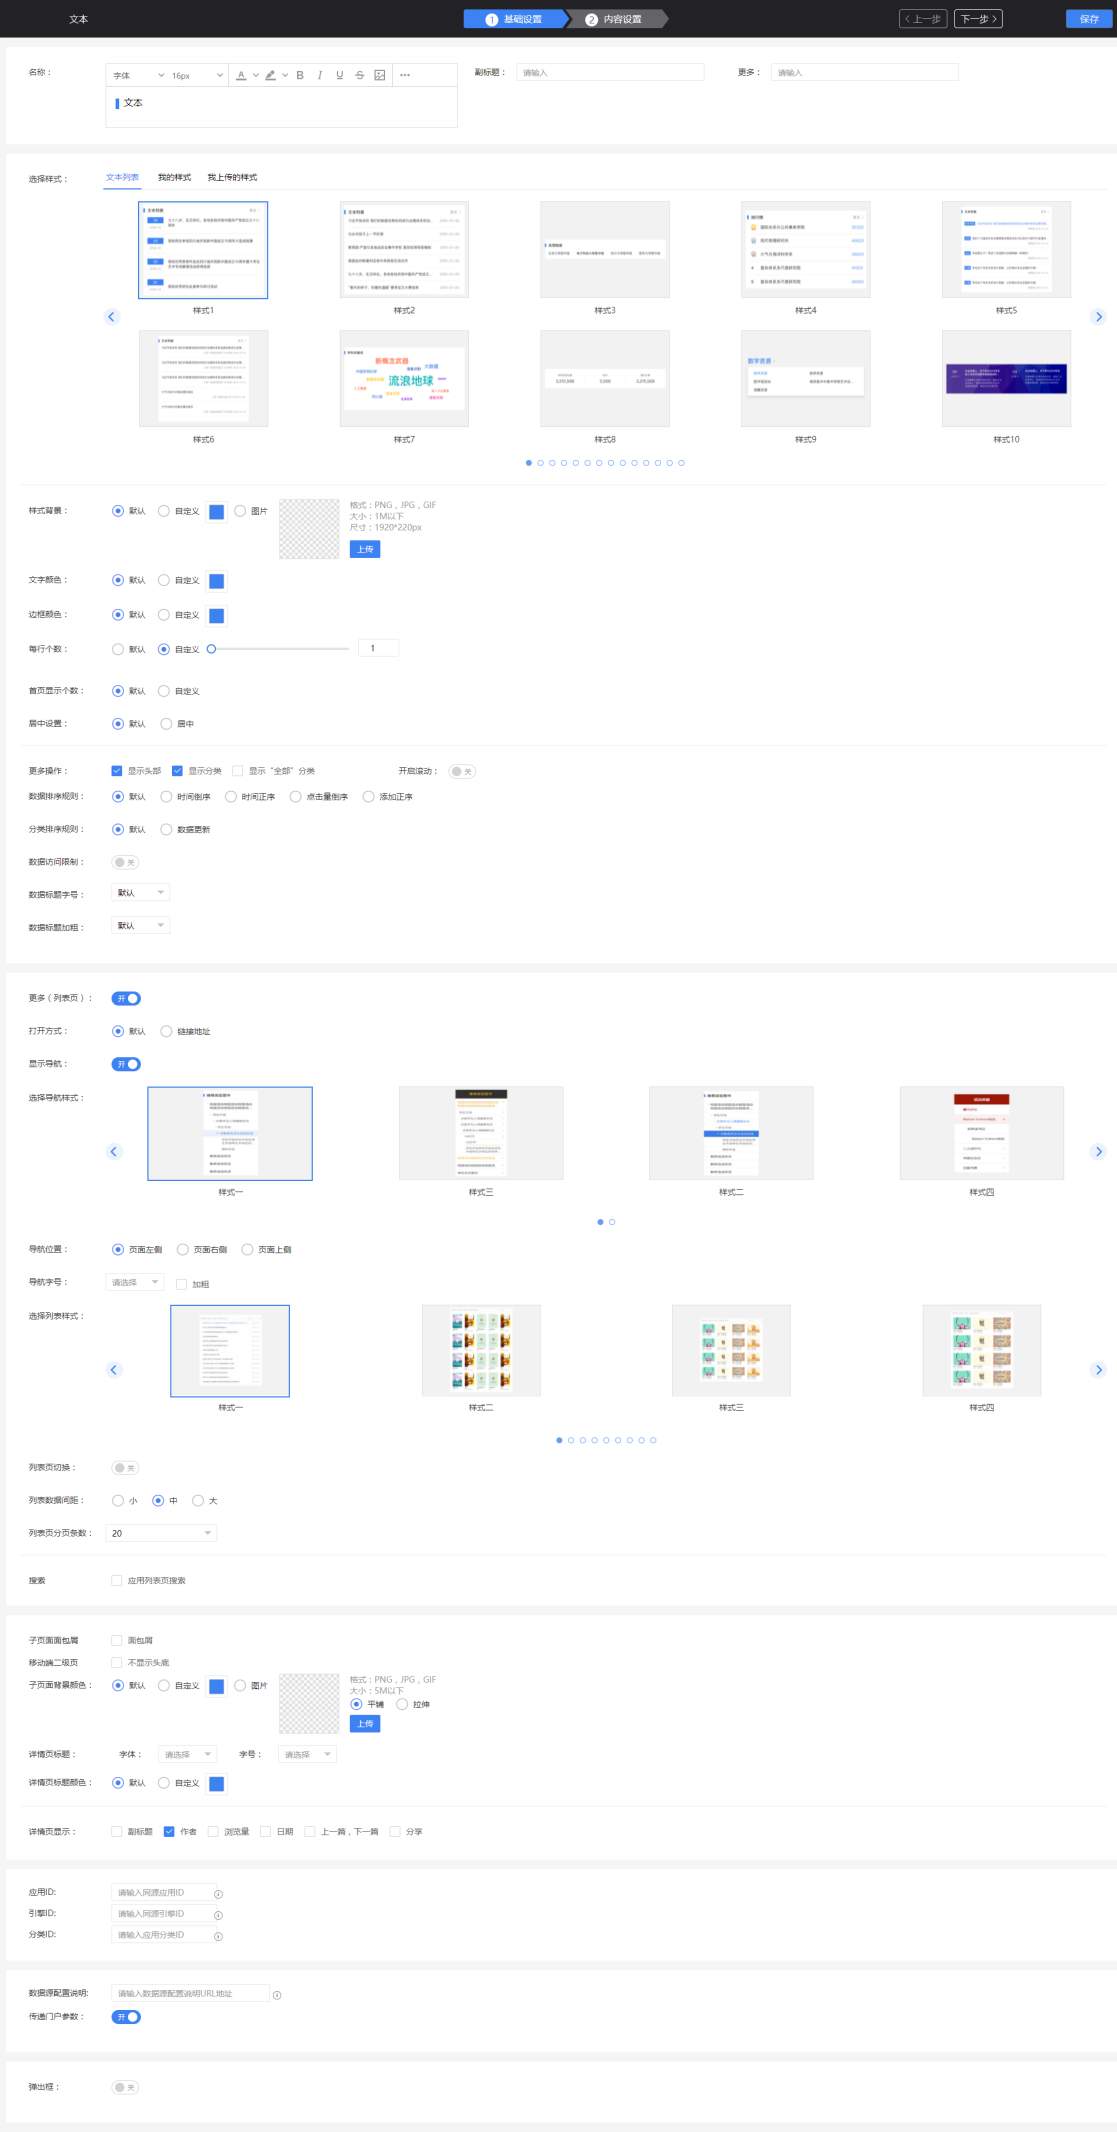 文本
1 基础设置
2 内容设置
上一步
下一步
保存
名称：
字体
16px
A
B I U S
文本
副标题：
请输入
更多：
请输入
选择样式：
文本列表 我的样式 我上传的样式
样式1
样式2
样式3
样式4
样式5
新概念武器
大数据
流浪地球
数字资源
样式6
样式7
样式8
样式9
样式10
样式背景：
默认 自定义 图片
格式：PNG，JPG，GIF
大小：1M以下
尺寸：1920*220px
上传
文字颜色：
默认 自定义
边框颜色：
默认 自定义
每行个数：
默认 自定义 1
首页显示个数：
默认 自定义
居中设置：
默认 居中
更多操作：
显示头部 显示分类 显示“全部”分类
开启滚动：
关
数据排序规则：
默认 时间倒序 时间正序 点击量倒序 添加正序
分类排序规则：
默认 数据更新
数据访问限制：
关
数据标题字号：
默认
数据标题加粗：
默认
更多（列表页）：
开
打开方式：
默认 链接地址
显示导航：
开
选择导航样式：
样式一
样式三
样式二
样式四
导航位置：
页面左侧 页面右侧 页面上侧
导航字号：
请选择 加粗
选择列表样式：
样式一
样式二
样式三
样式四
列表页切换：
关
列表数据间距：
小 中 大
列表页分页条数：
20
搜索
应用列表页搜索
子页面面包屑
面包屑
移动端二级页
不显示头底
子页面背景颜色：
默认 自定义 图片
格式：PNG，JPG，GIF
大小：5M以下
平铺 拉伸
上传
详情页标题：
字体： 请选择 字号： 请选择
详情页标题颜色：
默认 自定义
详情页显示：
副标题 作者 浏览量 日期 上一篇，下一篇 分享
应用ID:
请输入同源应用ID
引擎ID:
请输入同源引擎ID
分类ID:
请输入应用分类ID
数据源配置说明:
请输入数据源配置说明URL地址
传递门户参数：
开
弹出框：
关